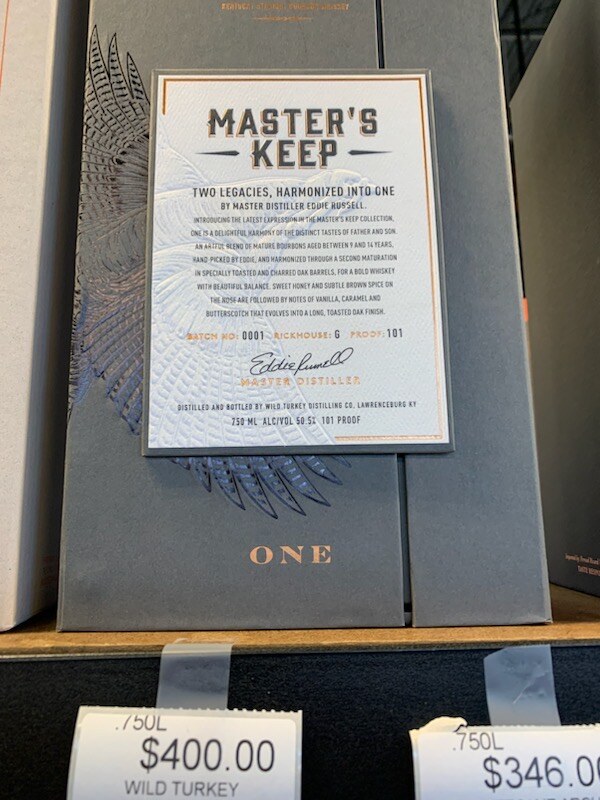 MASTER'S
KEEP
TWO LEGACIES, HARMONIZED INTO ONE
BY MASTER DISTILLER EDDIE RUSSELL.
INTRODUCING THE LATEST EXPRESSION IN THE MASTER'S KEEP COLLECTION,
ONE IS A DELIGHTFUL HARMONY OF THE DISTINCT TASTES OF FATHER AND SON.
AN ARTFUL BLEND OF MATURE BOURBONS AGED BETWEEN 9 AND 14 YEARS,
HAND-PICKED BY EDDIE, AND HARMONIZED THROUGH A SECOND MATURATION
IN SPECIALLY TOASTED AND CHARRED OAK BARRELS, FOR A BOLD WHISKEY
WITH BEAUTIFUL BALANCE. SWEET HONEY AND SUBTLE BROWN SPICE ON
THE NOSE ARE FOLLOWED BY NOTES OF VANILLA, CARAMEL AND
BUTTERSCOTCH THAT EVOLVES INTO A LONG, TOASTED OAK FINISH.
BATCH NO: 0001 RICKHOUSE: G PROOF: 101
Eddie Russell
MASTER DISTILLER
DISTILLED AND BOTTLED BY WILD TURKEY DISTILLING CO, LAWRENCEBURG KY
750 ML ALC/VOL 50.5% 101 PROOF
ONE
.750L
$400.00
WILD TURKEY
.750L
$346.0